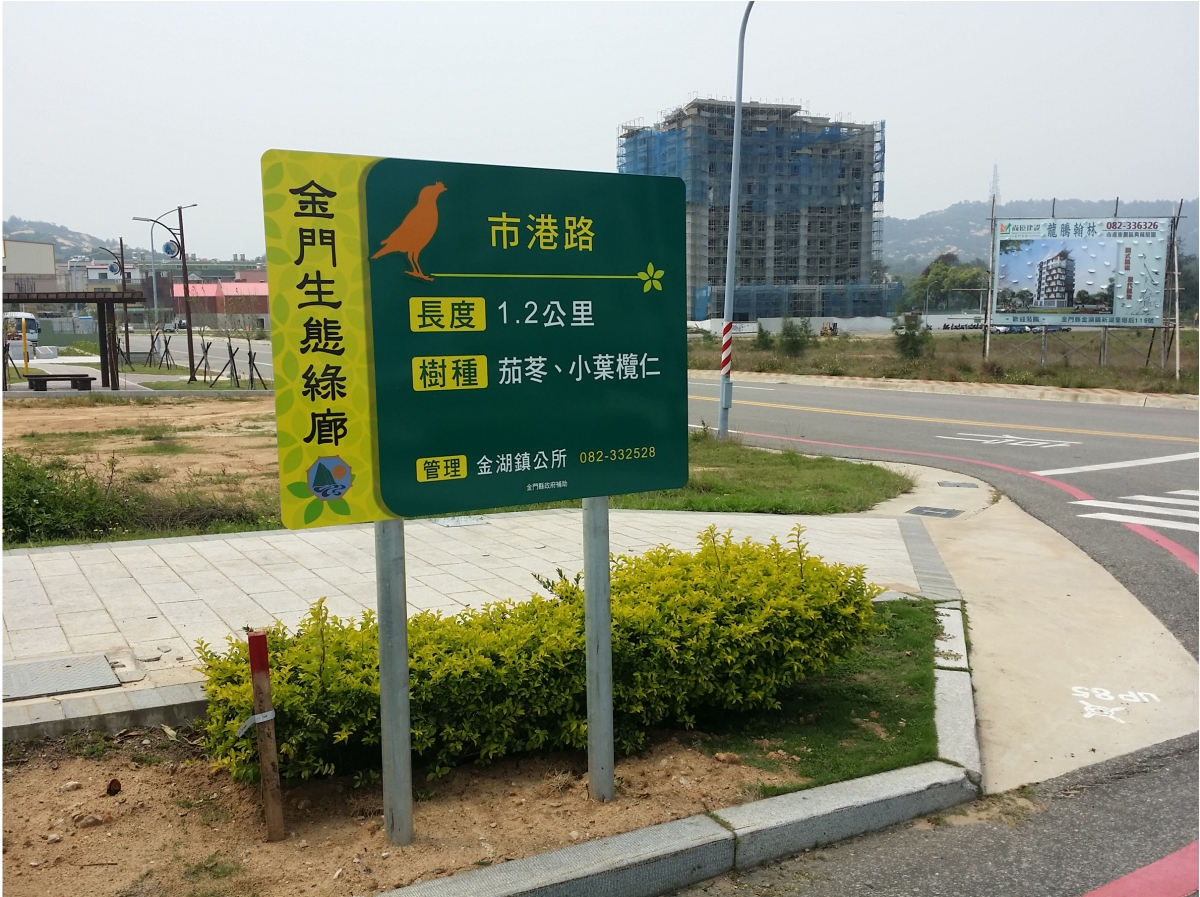 金門生態綠廊
市港路
長度 1.2公里
樹種 茄苳、小葉欖仁
管理 金湖鎮公所 082-332528
金門縣政府補助
龍騰翰林
082-336326
UP 85